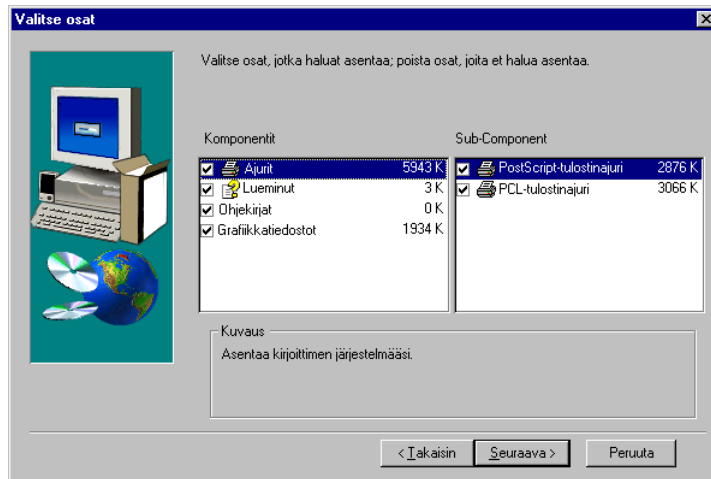 Valitse osat
Valitse osat, jotka haluat asentaa; poista osat, joita et halua asentaa.
Komponentit
Ajurit 5943 K
Lueminut 3 K
Ohjekirjat 0 K
Grafiikkatiedostot 1934 K
Sub-Component
PostScript-tulostinajuri 2876 K
PCL-tulostinajuri 3066 K
Kuvaus
Asentaa kirjoittimen järjestelmääsi.
< Takaisin
Seuraava >
Peruuta